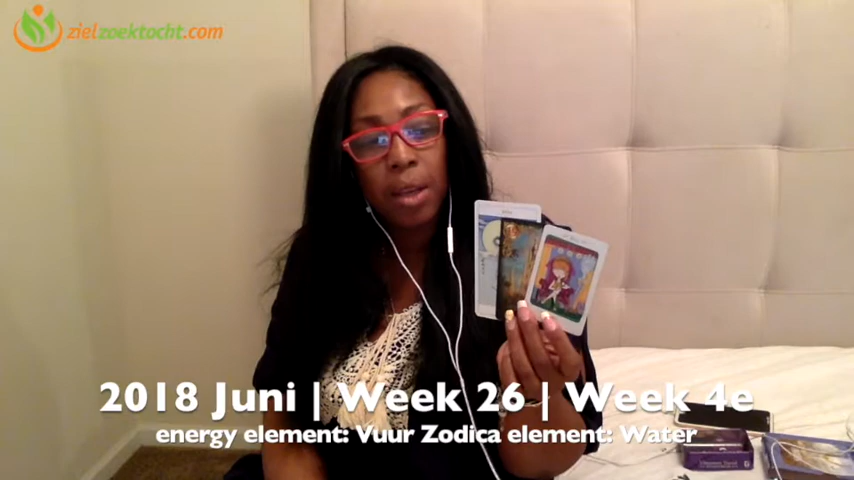 zielzoektocht.com
2018 Juni | Week 26 | Week 4e
energy element: Vuur Zodica element: Water